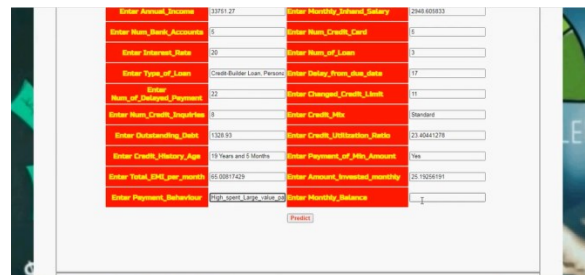 Enter Annual_Income 33751.27 Enter Monthly_Inhand_Salary 2948.605833
Enter Num_Bank_Accounts 5 Enter Num_Credit_Card 5
Enter Interest_Rate 20 Enter Num_of_Loan 3
Enter Type_of_Loan Credit-Builder Loan, Persona Enter Delay_from_due_date 17
Enter
Num_of_Delayed_Payment 22 Enter Changed_Credit_Limit 11
Enter Num_Credit_Inquiries 8 Enter Credit_Mix Standard
Enter Outstanding_Debt 1328.93 Enter Credit_Utilization_Ratio 23.40441278
Enter Credit_History_Age 19 Years and 5 Months Enter Payment_of_Min_Amount Yes
Enter Total_EMI_per_month 65.00817429 Enter Amount_Invested_monthly 25.19256191
Enter Payment_Behaviour High_spent_Large_value_pa Enter Monthly_Balance
Predict